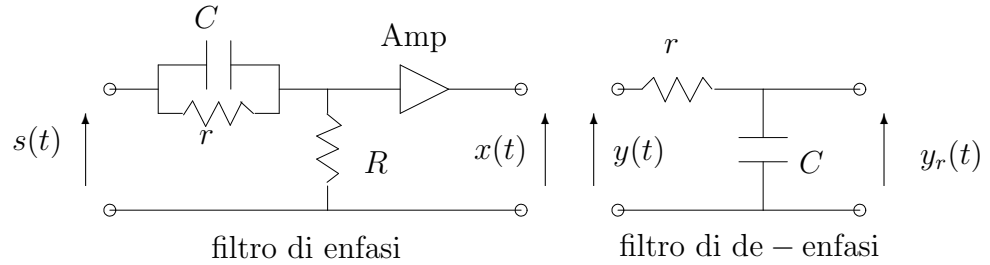 C
Amp
r
s(t)
r
R
x(t)
y(t)
C
y_r(t)
filtro di enfasi
filtro di de − enfasi